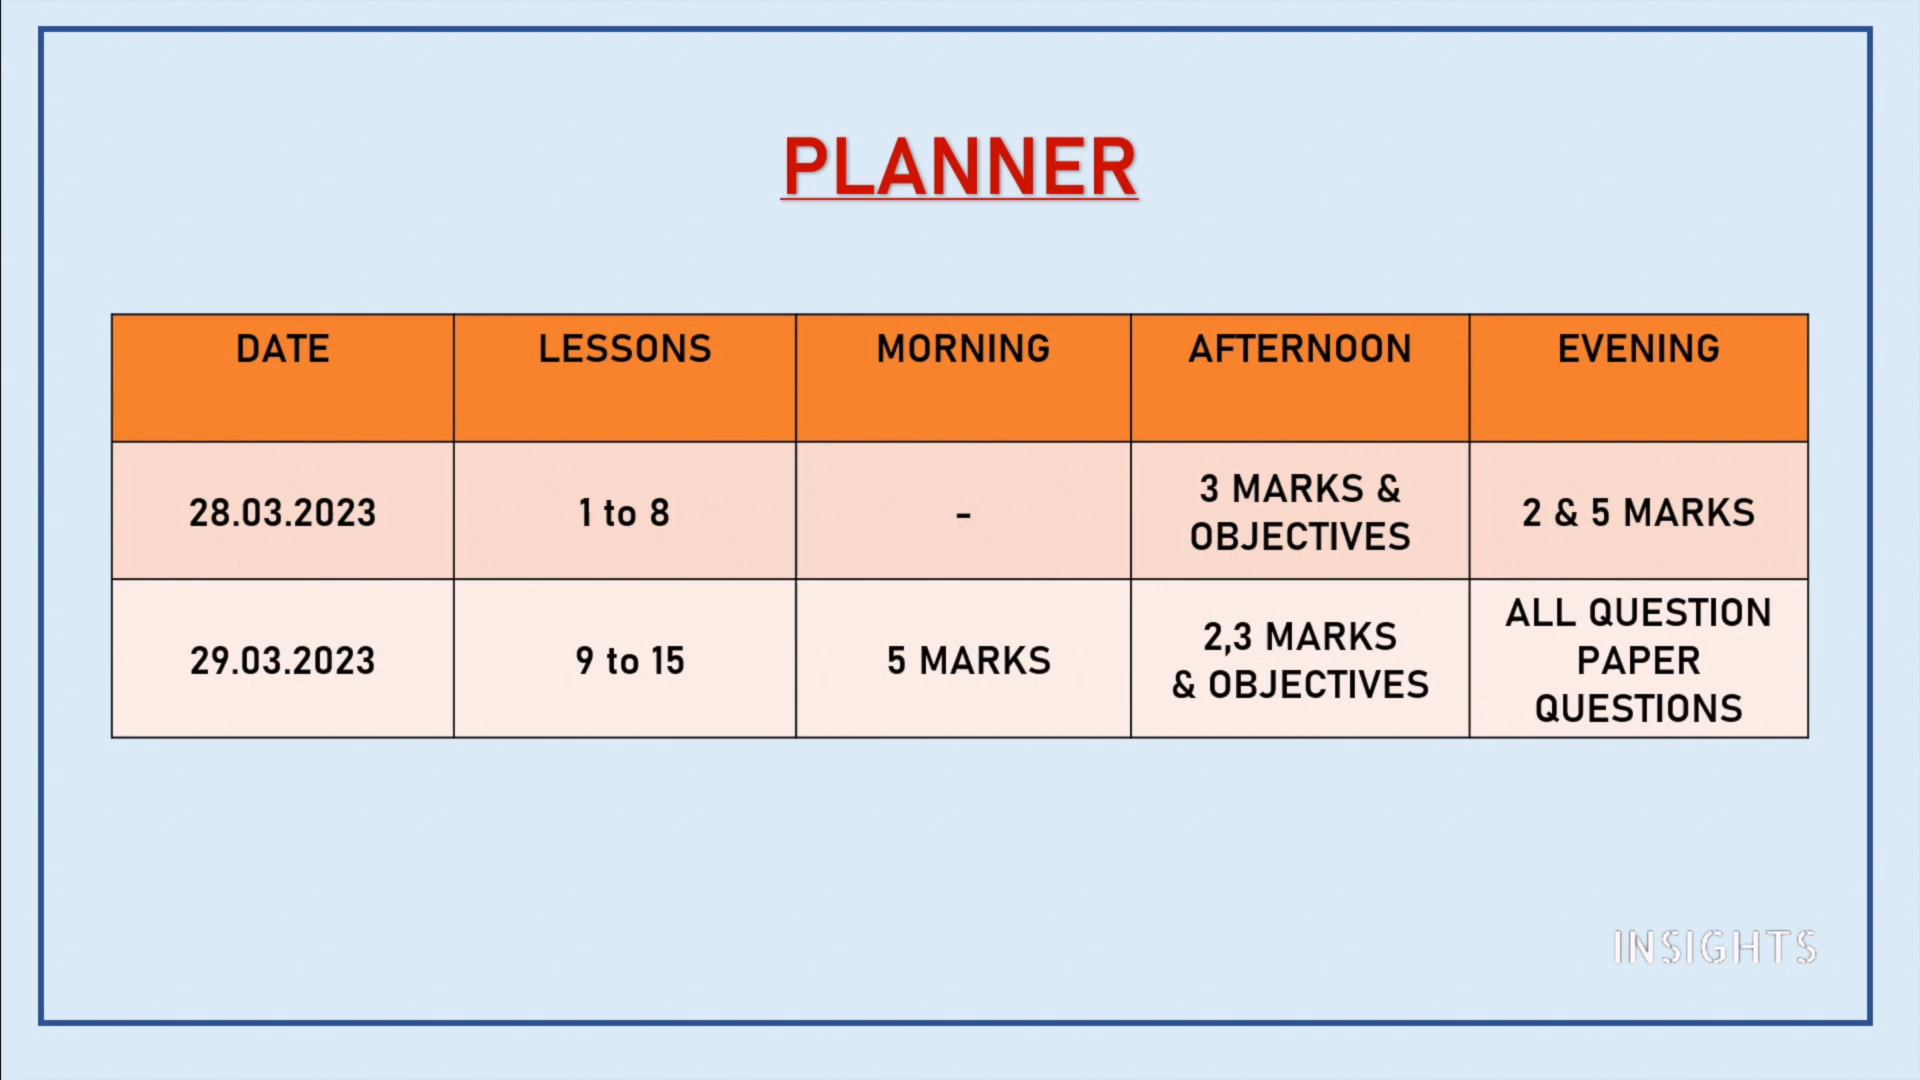 PLANNER
DATE LESSONS MORNING AFTERNOON EVENING
28.03.2023 1 to 8 - 3 MARKS &
OBJECTIVES 2 & 5 MARKS
29.03.2023 9 to 15 5 MARKS 2,3 MARKS
& OBJECTIVES ALL QUESTION
PAPER
QUESTIONS
INSIGHTS